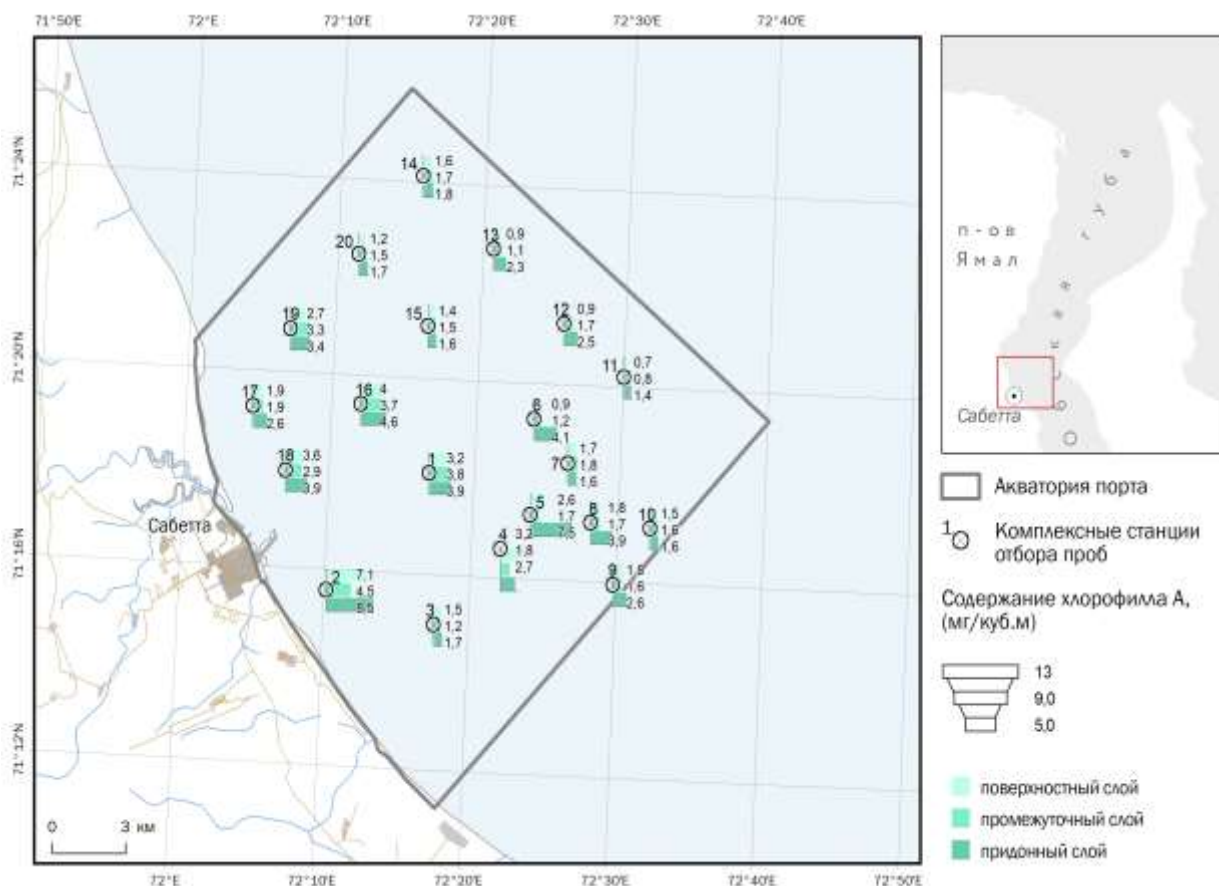 71°50'E
72°E
72°10'E
72°20'E
72°30'E
72°40'E
71°24'N
71°20'N
71°16'N
71°12'N
14
1,6
1,7
1,8
20
1,2
1,5
1,7
13
0,9
1,1
2,3
19
2,7
3,3
3,4
15
1,4
1,5
1,6
12
0,9
1,7
2,5
11
0,7
0,8
1,4
17
1,9
1,9
2,6
16
4
3,7
4,6
6
0,9
1,2
4,1
18
3,6
2,9
3,9
1
3,2
3,8
3,9
7
1,7
1,8
1,6
5
2,6
1,7
8
1,8
1,7
3,9
10
1,5
1,6
1,6
4
3,2
1,8
2,7
9
1,6
2,6
2
7,1
4,5
3
1,5
1,2
1,7
Сабетта
0 3 км
72°E
72°10'E
72°20'E
72°30'E
72°40'E
72°50'E
п-ов
Ямал
губа
Сабетта
Акватория порта
1
Комплексные станции
отбора проб
Содержание хлорофилла А,
(мг/куб.м)
13
9,0
5,0
поверхностный слой
промежуточный слой
придонный слой